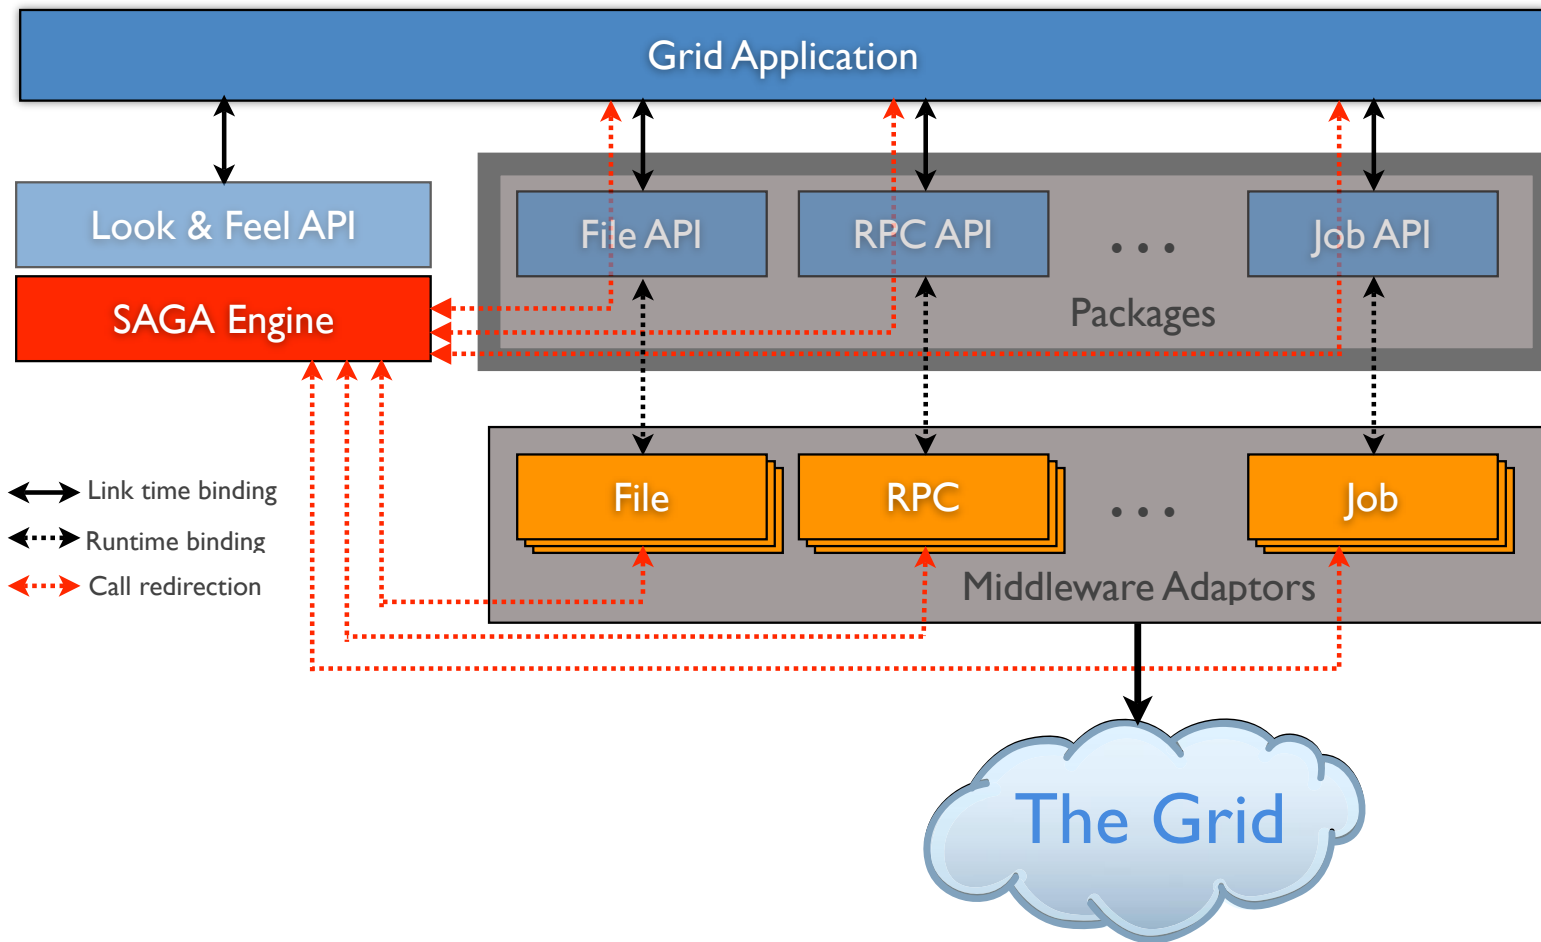 Grid Application
Look & Feel API
File API
RPC API
...
Job API
SAGA Engine
Packages
Link time binding
Runtime binding
Call redirection
File
RPC
...
Job
Middleware Adaptors
The Grid